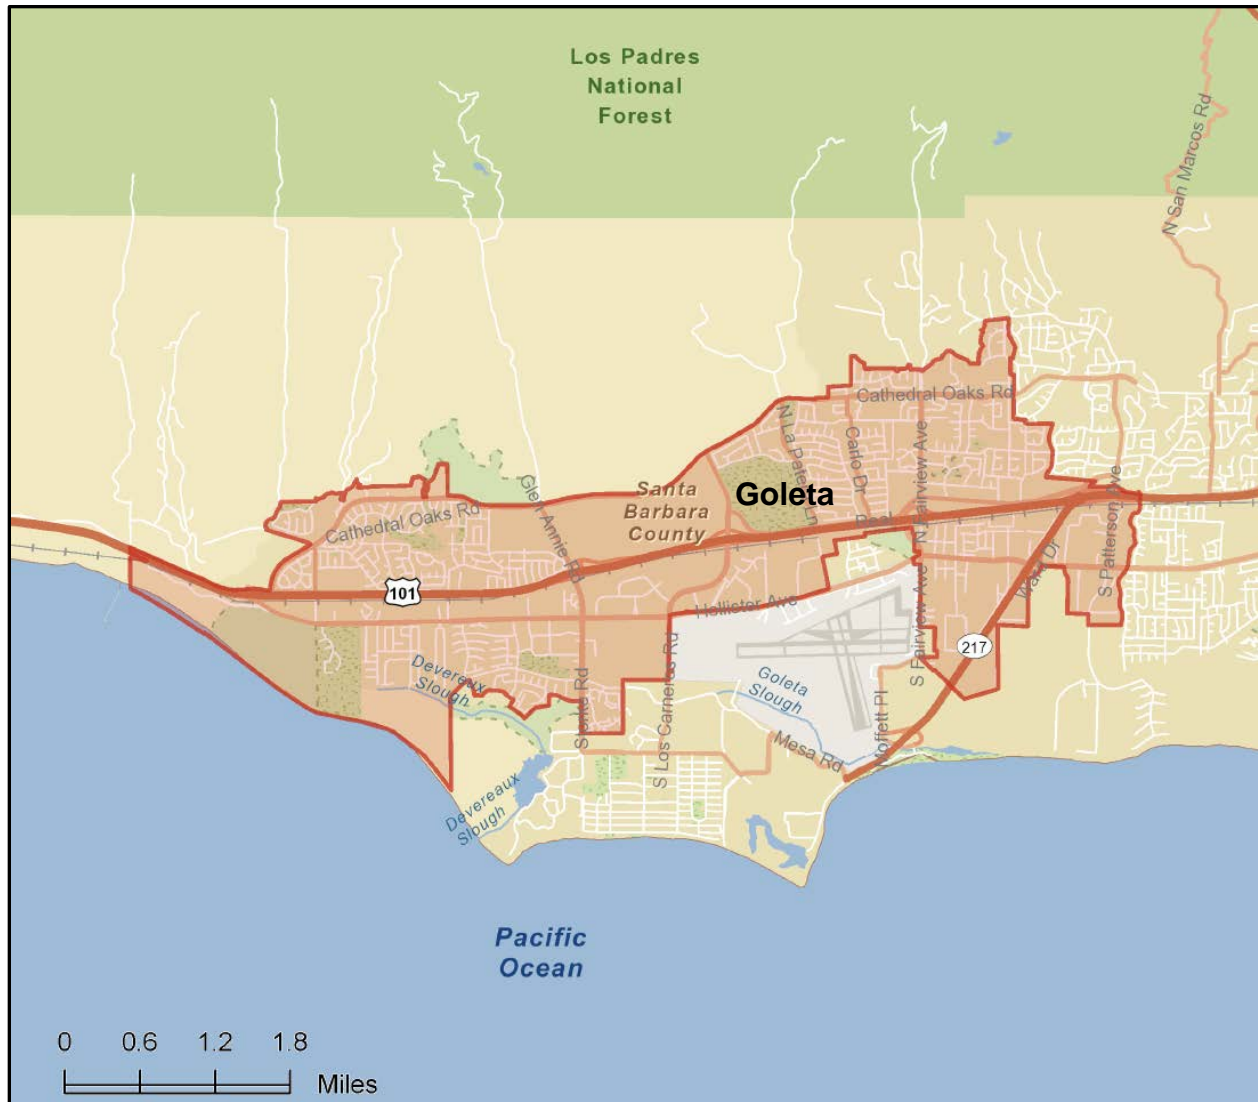 Los Padres
National
Forest
N San Marcos Rd
Cathedral Oaks Rd
N La Patera Ln
Carlo Dr
N Fairview Ave
Goleta
Santa
Barbara
County
Glen Annie Rd
Cathedral Oaks Rd
S Patterson Ave
101
Hollister Ave
S Fairview Ave
217
Devereux
Slough
Storke Rd
S Los Carneros Rd
Goleta
Slough
Moffett Pl
Mesa Rd
Devereaux
Slough
Pacific
Ocean
0 0.6 1.2 1.8
Miles